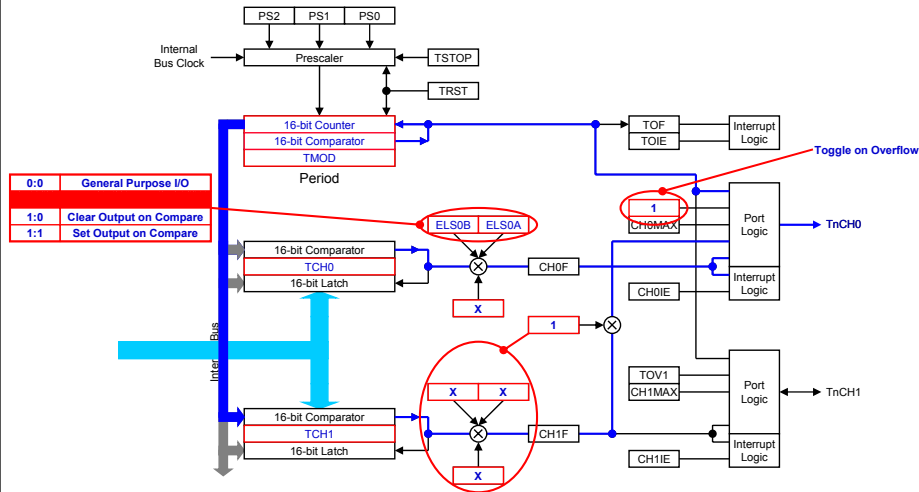 PS2 PS1 PS0
Internal
Bus Clock
Prescaler
TSTOP
TRST
16-bit Counter
16-bit Comparator
TMOD
Period
TOF
TOIE
Interrupt
Logic
Toggle on Overflow
0:0 General Purpose I/O
1:0 Clear Output on Compare
1:1 Set Output on Compare
ELS0B ELS0A
1
CH0MAX
Port
Logic
TnCH0
16-bit Comparator
TCH0
16-bit Latch
CH0F
X
CH0IE
Interrupt
Logic
1
X X
TOV1
CH1MAX
Port
Logic
TnCH1
16-bit Comparator
TCH1
16-bit Latch
CH1F
X
CH1IE
Interrupt
Logic
Bus